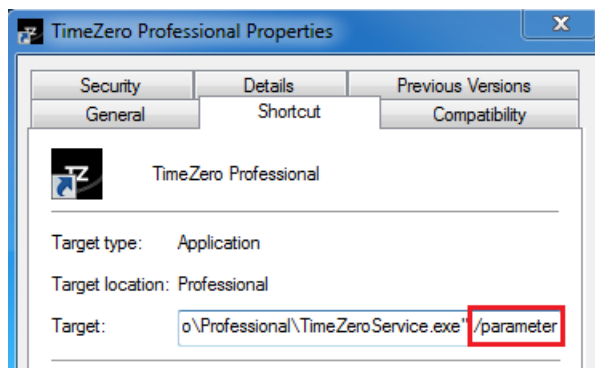 TimeZero Professional Properties
x
Security Details Previous Versions
General Shortcut Compatibility
TZ TimeZero Professional
Target type: Application
Target location: Professional
Target: o\Professional\TimeZeroService.exe" /parameter